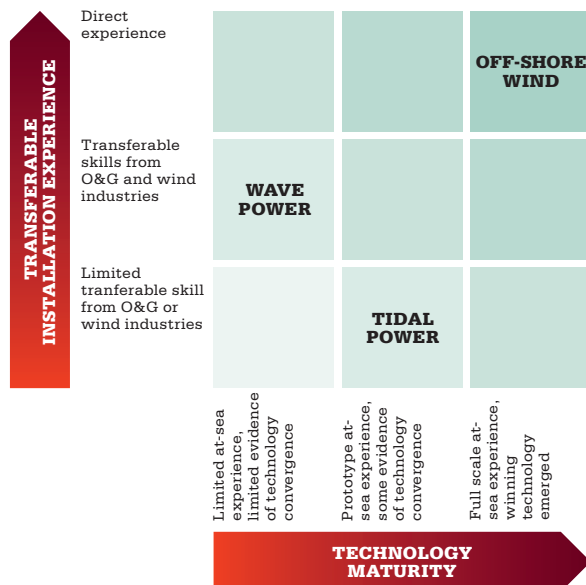 TRANSFERABLE
INSTALLATION EXPERIENCE
Direct
experience
OFF-SHORE
WIND
Transferable
skills from
O&G and wind
industries
WAVE
POWER
Limited
tranferable skill
from O&G or
wind industries
TIDAL
POWER
Limited at-sea
experience,
limited evidence
of technology
convergence
Prototype at-
sea experience,
some evidence
of technology
convergence
Full scale at-
sea experience,
winning
technology
emerged
TECHNOLOGY
MATURITY